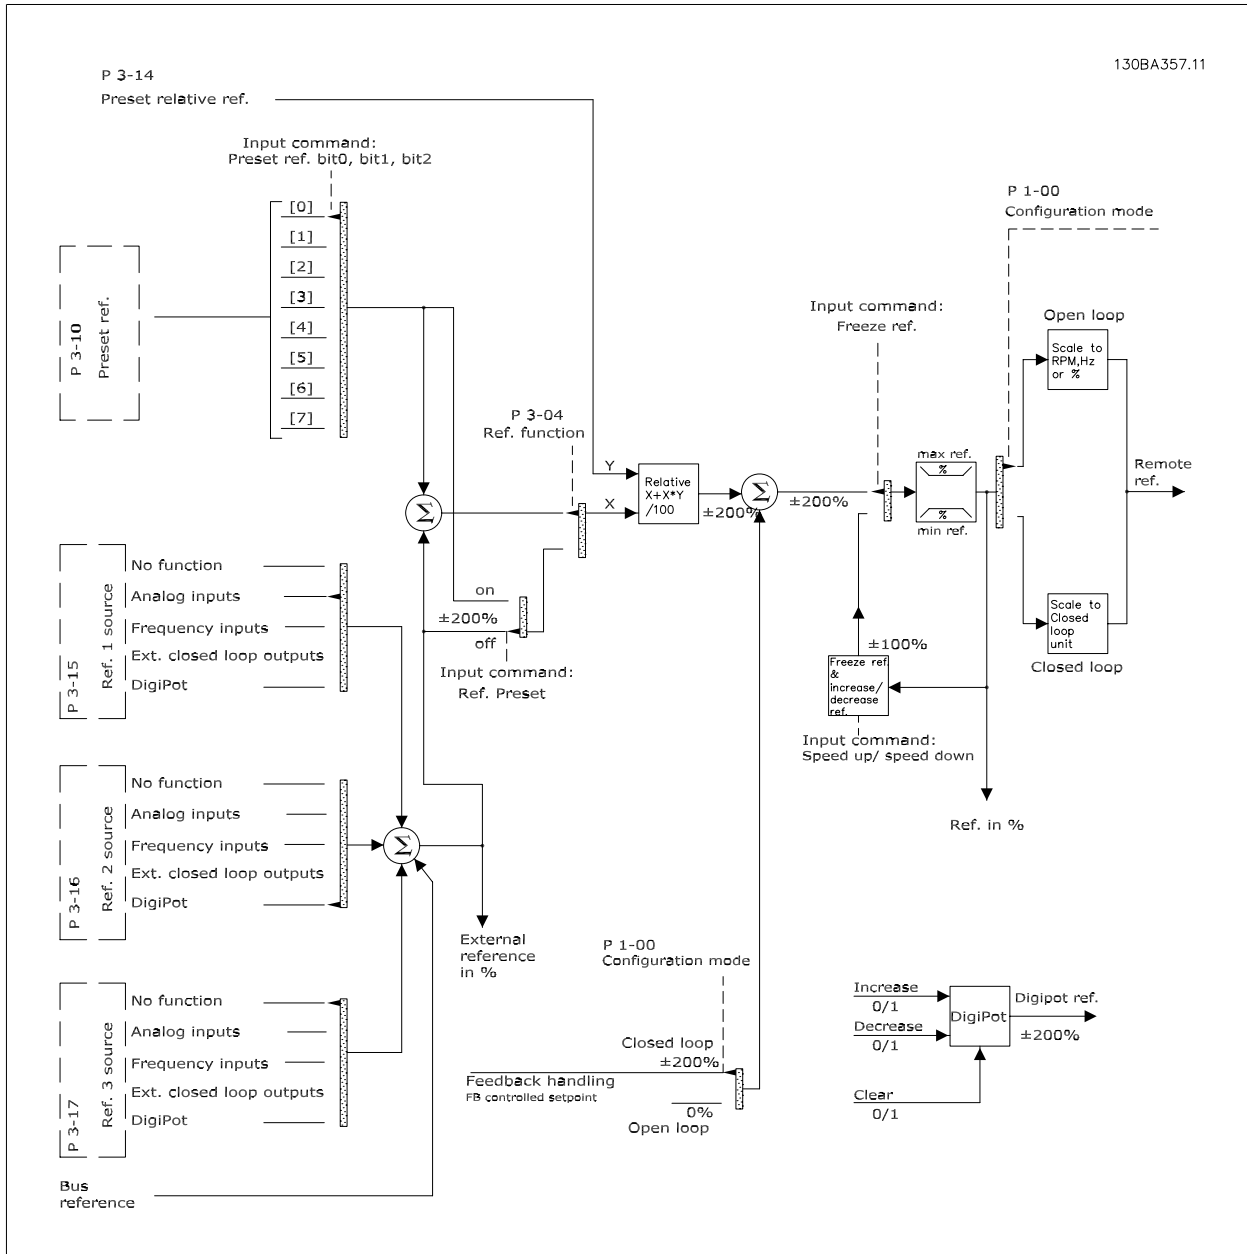 130BA357.11
P 3-14
Preset relative ref.
Input command:
Preset ref. bit0, bit1, bit2
[0]
[1]
[2]
[3]
[4]
[5]
[6]
[7]
P 3-10
Preset ref.
P 1-00
Configuration mode
Input command:
Freeze ref.
Open loop
Scale to
RPM,Hz
or %
P 3-04
Ref. function
Y
X
Relative
X+X*Y
/100
±200%
Σ
±200%
max ref.
%
%
min ref.
Remote
ref.
Σ
Scale to
Closed
loop
unit
Closed loop
on
±200%
off
Input command:
Ref. Preset
±100%
Freeze ref.
&
increase/
decrease
ref.
Input command:
Speed up/ speed down
Ref. in %
P 3-15
Ref. 1 source
No function
Analog inputs
Frequency inputs
Ext. closed loop outputs
DigiPot
P 3-16
Ref. 2 source
No function
Analog inputs
Frequency inputs
Ext. closed loop outputs
DigiPot
Σ
External
reference
in %
P 3-17
Ref. 3 source
No function
Analog inputs
Frequency inputs
Ext. closed loop outputs
DigiPot
Bus
reference
P 1-00
Configuration mode
Closed loop
±200%
Feedback handling
FB controlled setpoint
0%
Open loop
Increase
0/1
Decrease
0/1
Clear
0/1
DigiPot
Digipot ref.
±200%